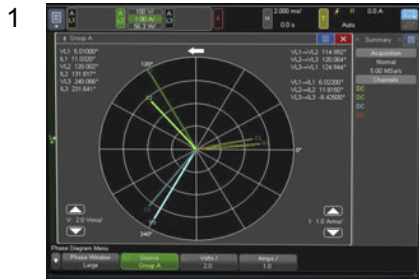 1
100 V/
1.00 A/
2.000 ms/
0.0 s
Auto
0.0 A
Group A
VL1 5.01000°
IL1 11.0320°
VL2 120.002°
IL2 131.817°
VL3 240.066°
IL3 231.641°
VL1→VL2 114.992°
VL2→VL3 120.064°
VL3→VL1 124.944°
VL1→IL1 6.02200°
VL2→IL2 11.8150°
VL3→IL3 -8.42500°
120°
0°
240°
V: 2.0 Vrms/
I: 1.0 Arms/
Summary
Acquisition
Normal
5.00 MSa/s
Channels
DC
DC
DC
DC
Phase Diagram Menu
Phase Window
Large
Source
Group A
Volts /
2.0
Amps /
1.0